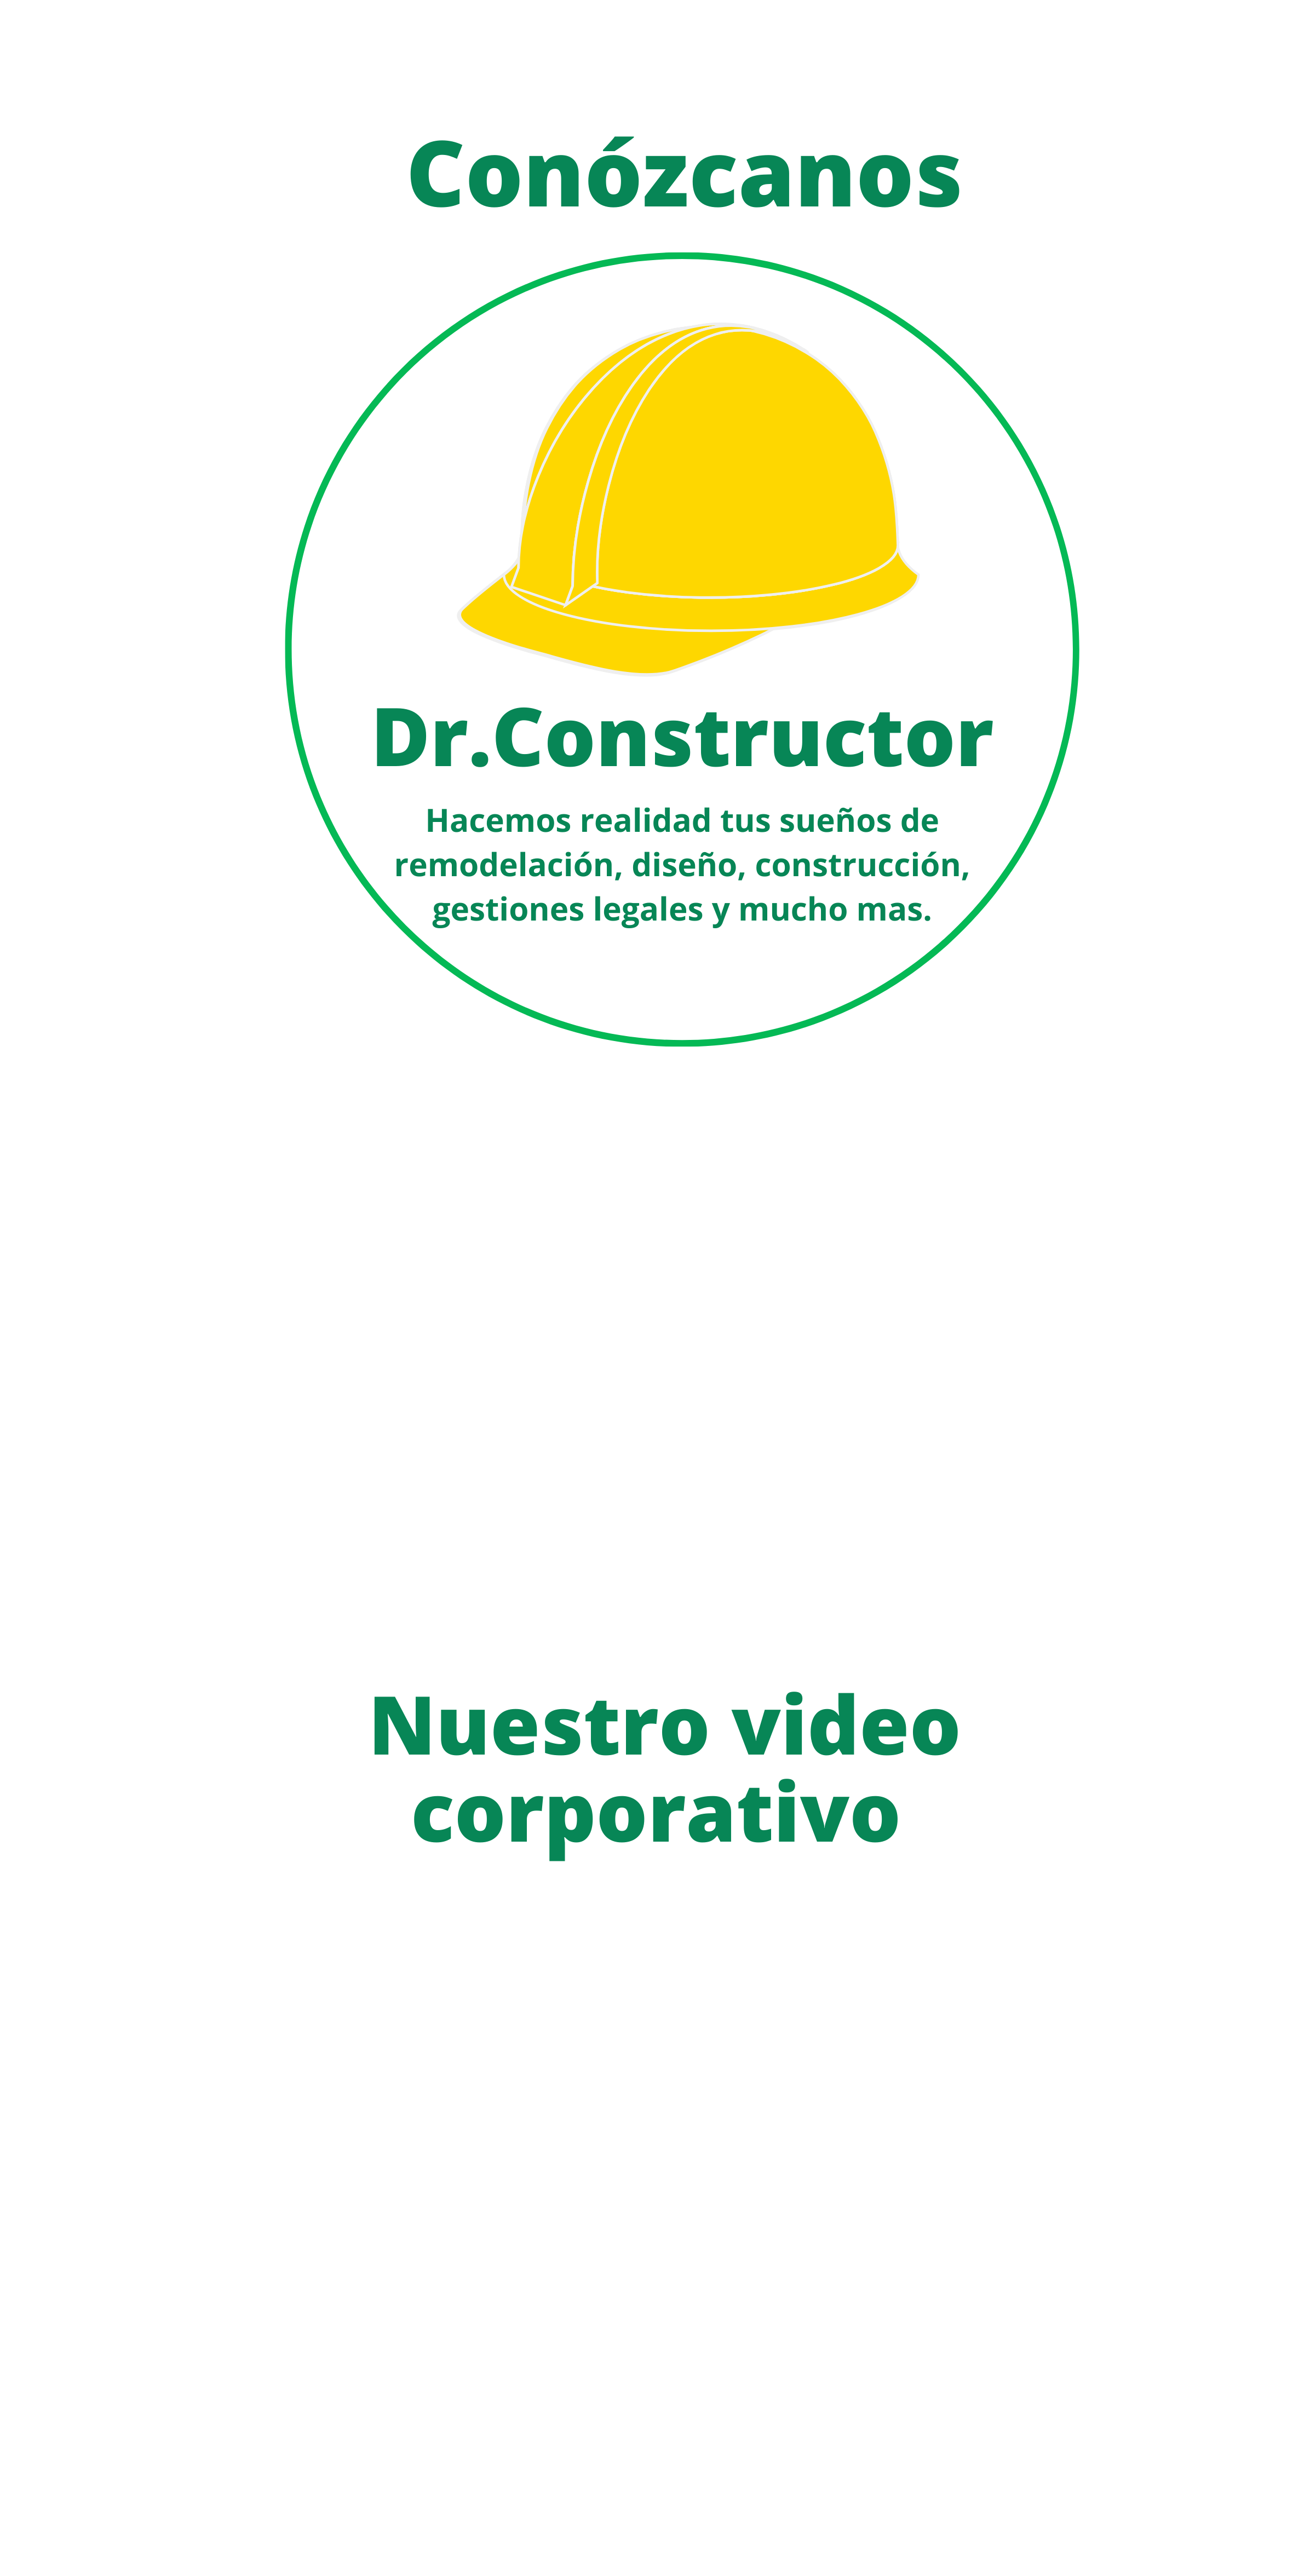 Conózcanos
Dr.Constructor
Hacemos realidad tus sueños de
remodelación, diseño, construcción,
gestiones legales y mucho mas.
Nuestro video
corporativo